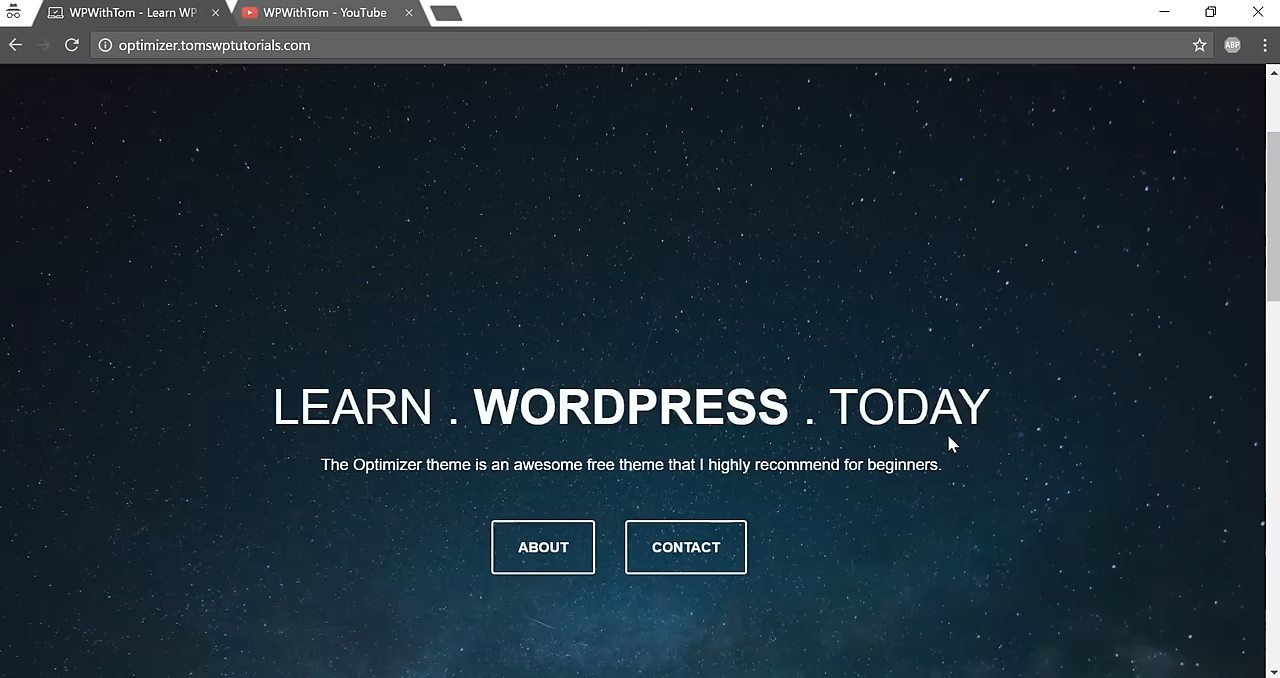 WPWithTom - Learn WP
WPWithTom - YouTube
optimizer.tomswptutorials.com
ABP
LEARN . WORDPRESS . TODAY
The Optimizer theme is an awesome free theme that I highly recommend for beginners.
ABOUT
CONTACT